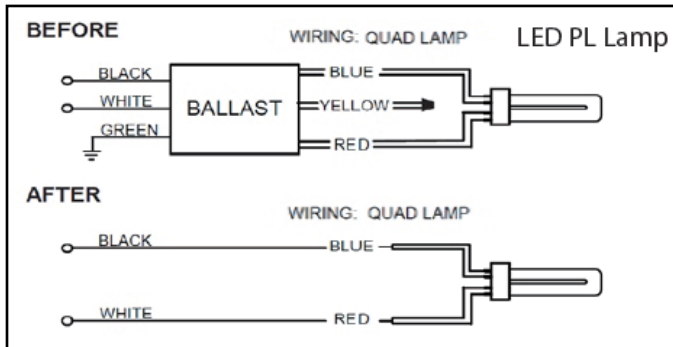 BEFORE
WIRING: QUAD LAMP
LED PL Lamp
BLACK
BLUE
WHITE
BALLAST
YELLOW
GREEN
RED
AFTER
WIRING: QUAD LAMP
BLACK
BLUE
WHITE
RED